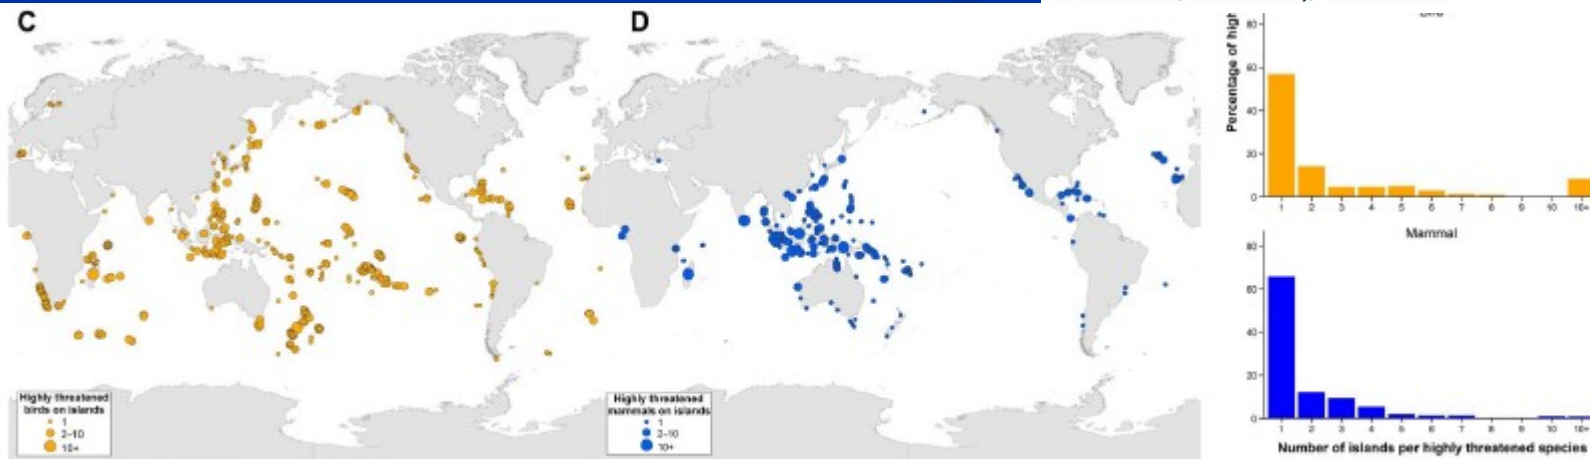 C
D
Highly threatened
birds on islands
1
2–10
10+
Highly threatened
mammals on islands
1
2–10
10+
Percentage of
80
60
40
20
0
1 2 3 4 5 6 7 8 9 10 10+
Mammal
80
60
40
20
0
1 2 3 4 5 6 7 8 9 10 10+
Number of islands per highly threatened species